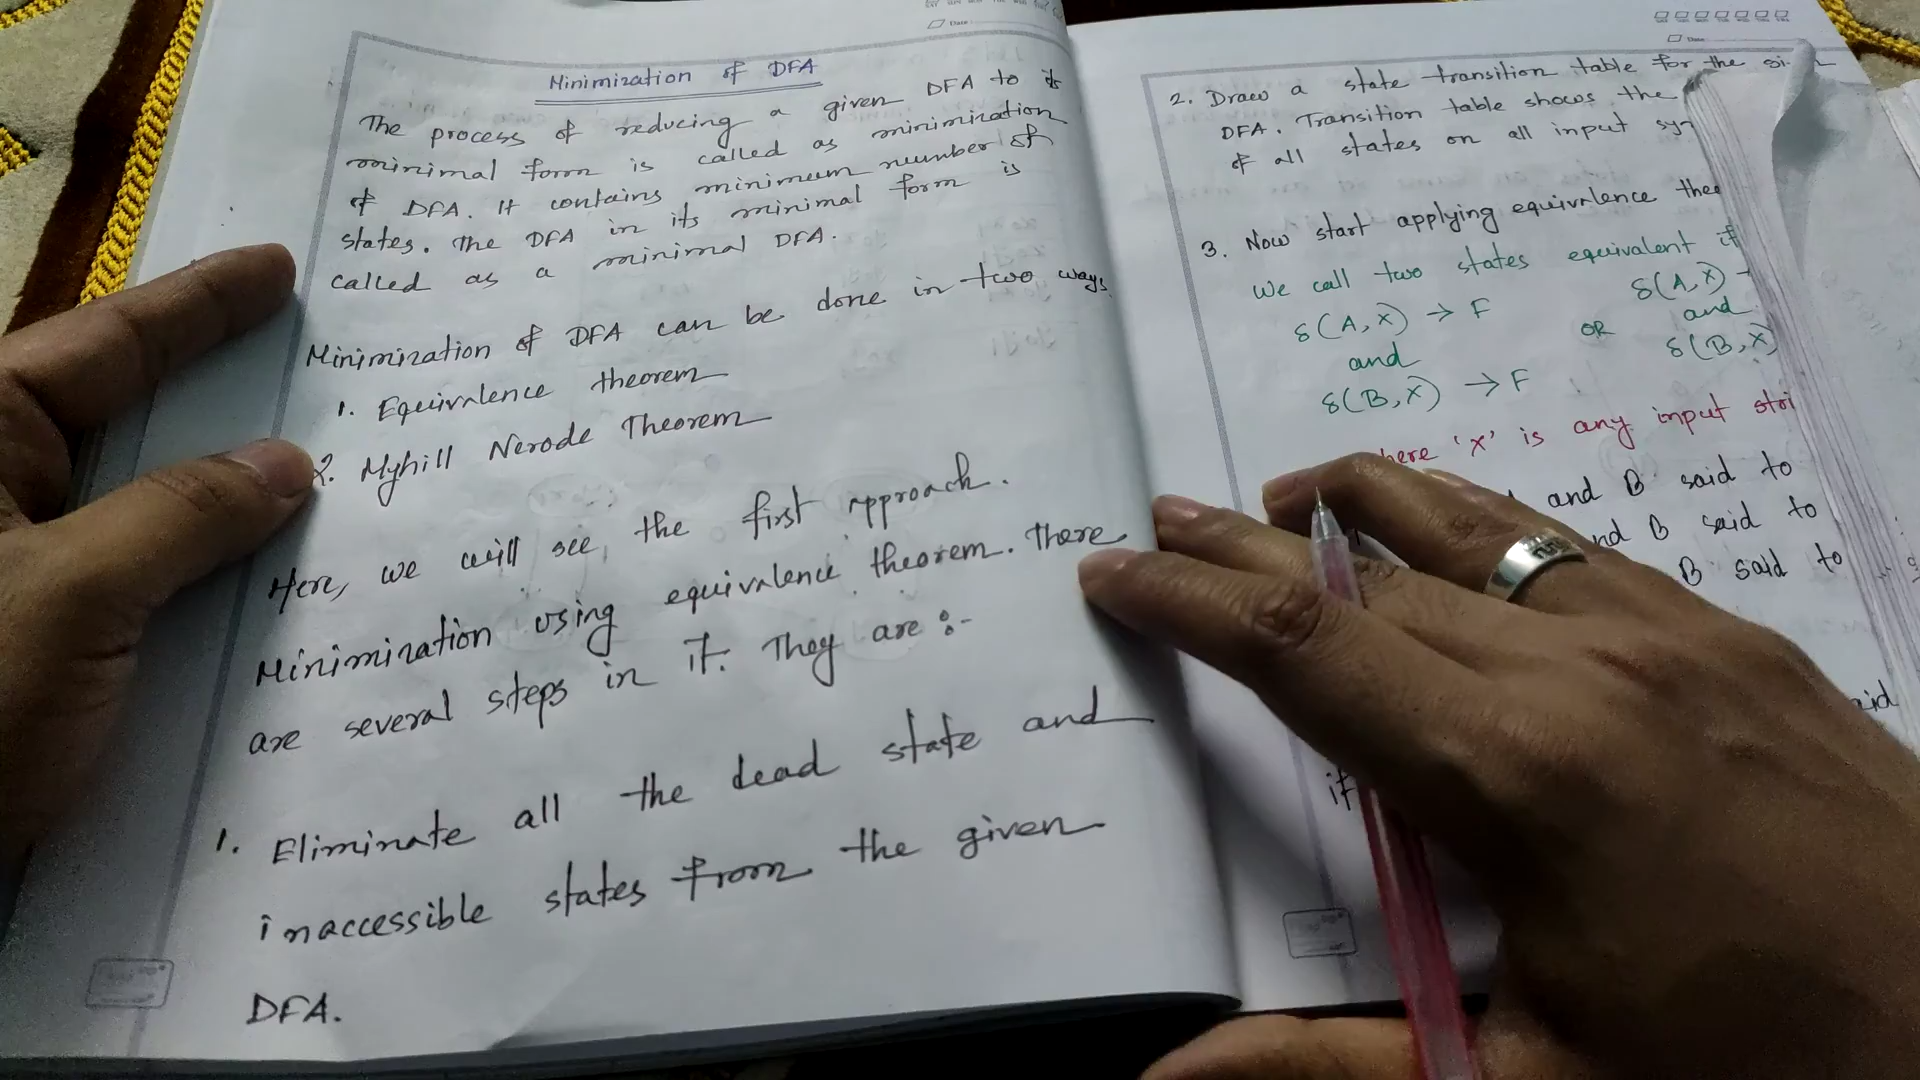 Minimization of DFA
The process of reducing a given DFA to its
minimal form is called as minimization
of DFA. It contains minimum number of
states. The DFA in its minimal form is
called as a minimal DFA.
Minimization of DFA can be done in two ways.
1. Equivalence theorem
2. Myhill Nerode Theorem
Here, we will see the first approach.
Minimization using equivalence theorem. There
are several steps in it. They are :-
1. Eliminate all the dead state and
inaccessible states from the given
DFA.
Date
2. Draw a state transition table for the
DFA. Transition table shows the
of all states on all input
3. Now start applying equivalence
We call two states equivalent if
δ(A,X) → F OR δ(A,X)
and and
δ(B,X) → F δ(B,X)
'x' is any input
and B said to
B said to
B said to
if